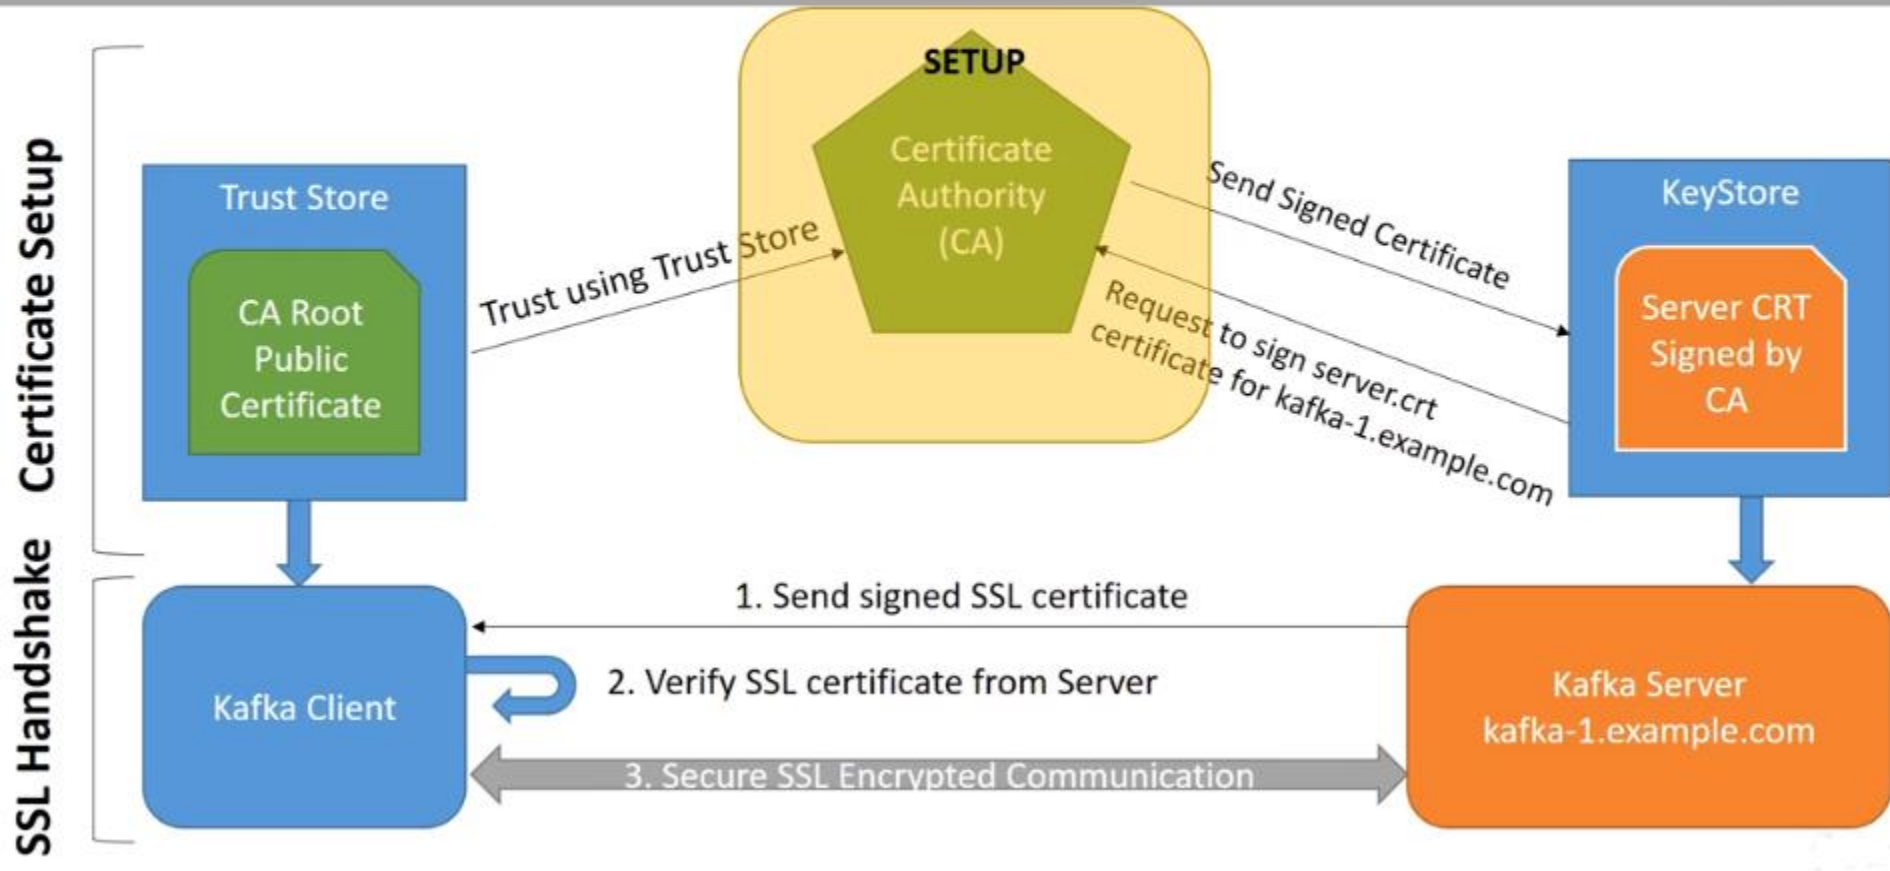 Certificate Setup
SETUP
Certificate
Authority
(CA)
Trust Store
CA Root
Public
Certificate
Trust using Trust Store
Send Signed Certificate
Request to sign server.crt
certificate for kafka-1.example.com
KeyStore
Server CRT
Signed by
CA
SSL Handshake
Kafka Client
1. Send signed SSL certificate
2. Verify SSL certificate from Server
3. Secure SSL Encrypted Communication
Kafka Server
kafka-1.example.com